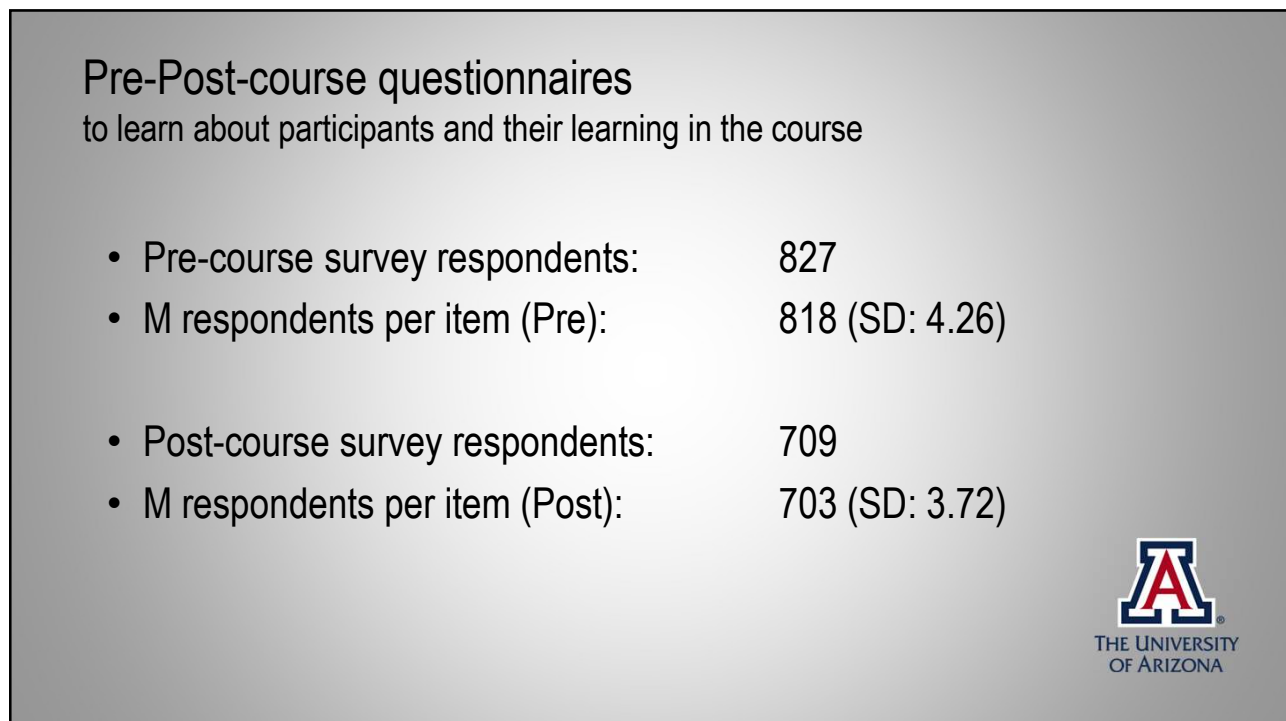 Pre-Post-course questionnaires
to learn about participants and their learning in the course
• Pre-course survey respondents: 827
• M respondents per item (Pre): 818 (SD: 4.26)
• Post-course survey respondents: 709
• M respondents per item (Post): 703 (SD: 3.72)
A®
THE UNIVERSITY
OF ARIZONA